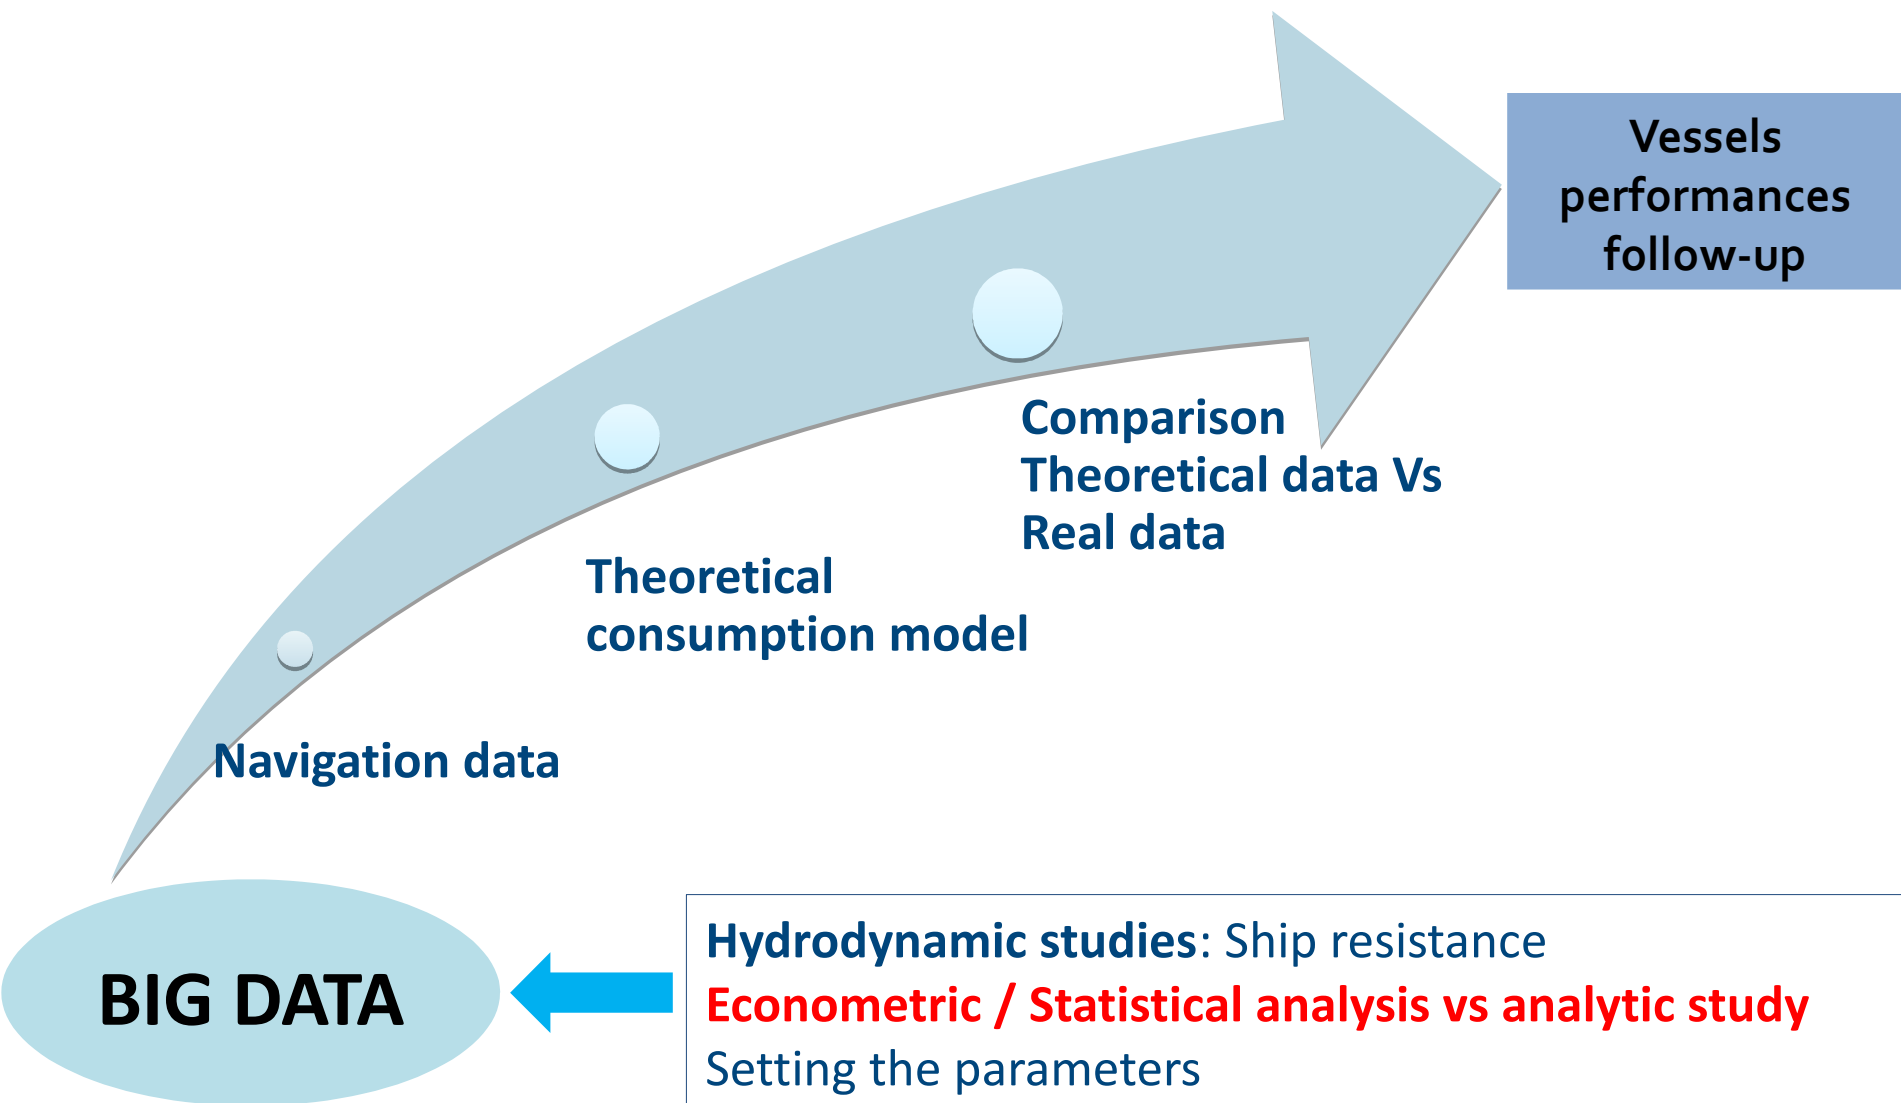 Vessels
performances
follow-up
Comparison
Theoretical data Vs
Real data
Theoretical
consumption model
Navigation data
BIG DATA
Hydrodynamic studies: Ship resistance
Econometric / Statistical analysis vs analytic study
Setting the parameters